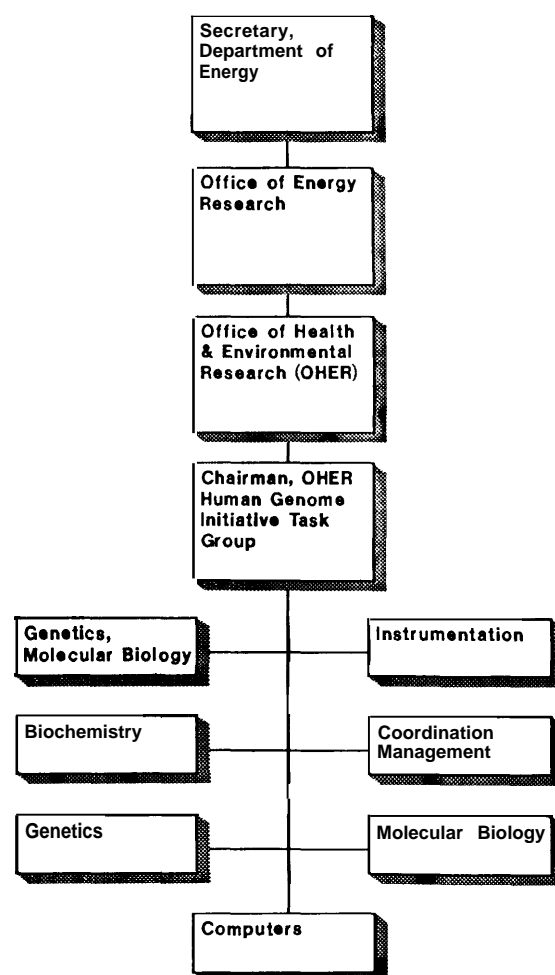 Secretary,
Department of
Energy
Office of Energy
Research
Office of Health
& Environmental
Research (OHER)
Chairman, OHER
Human Genome
Initiative Task
Group
Genetics,
Molecular Biology
Instrumentation
Biochemistry
Coordination
Management
Genetics
Molecular Biology
Computers